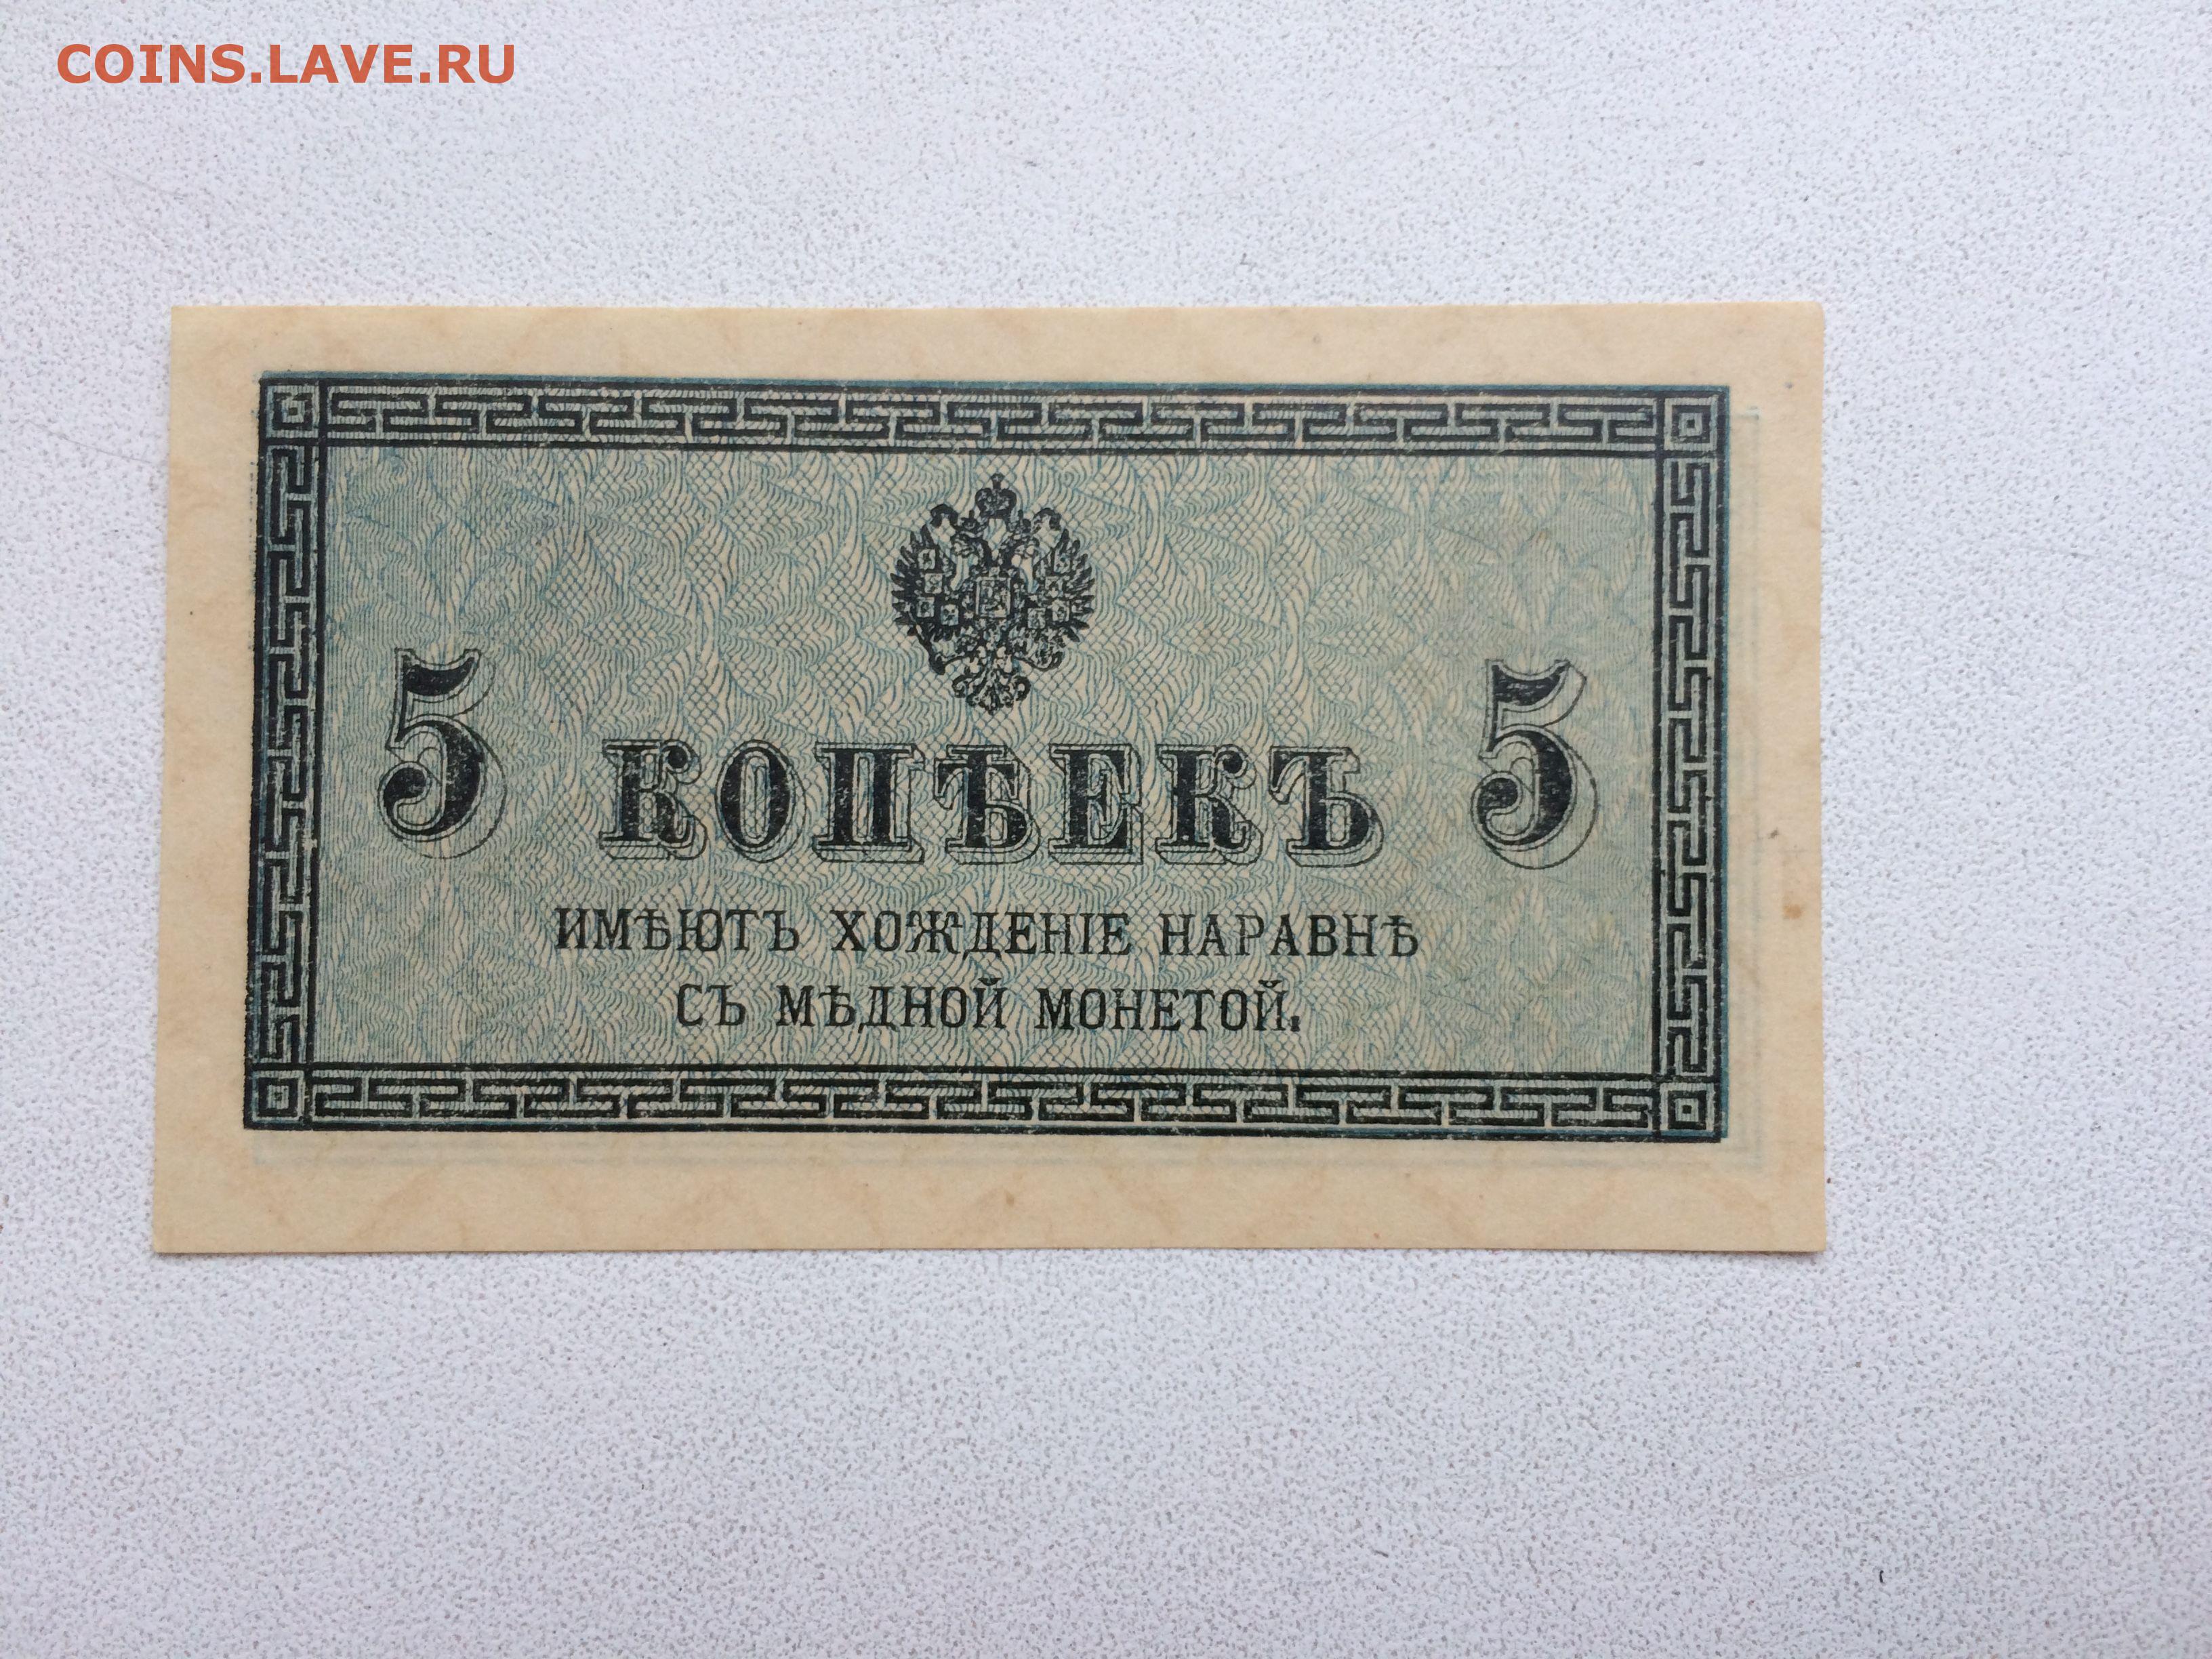 COINS.LAVE.RU
5 КОПѢЕКЪ 5
ИМѢЮТЪ ХОЖДЕНІЕ НАРАВНѢ
СЪ МѢДНОЙ МОНЕТОЙ.